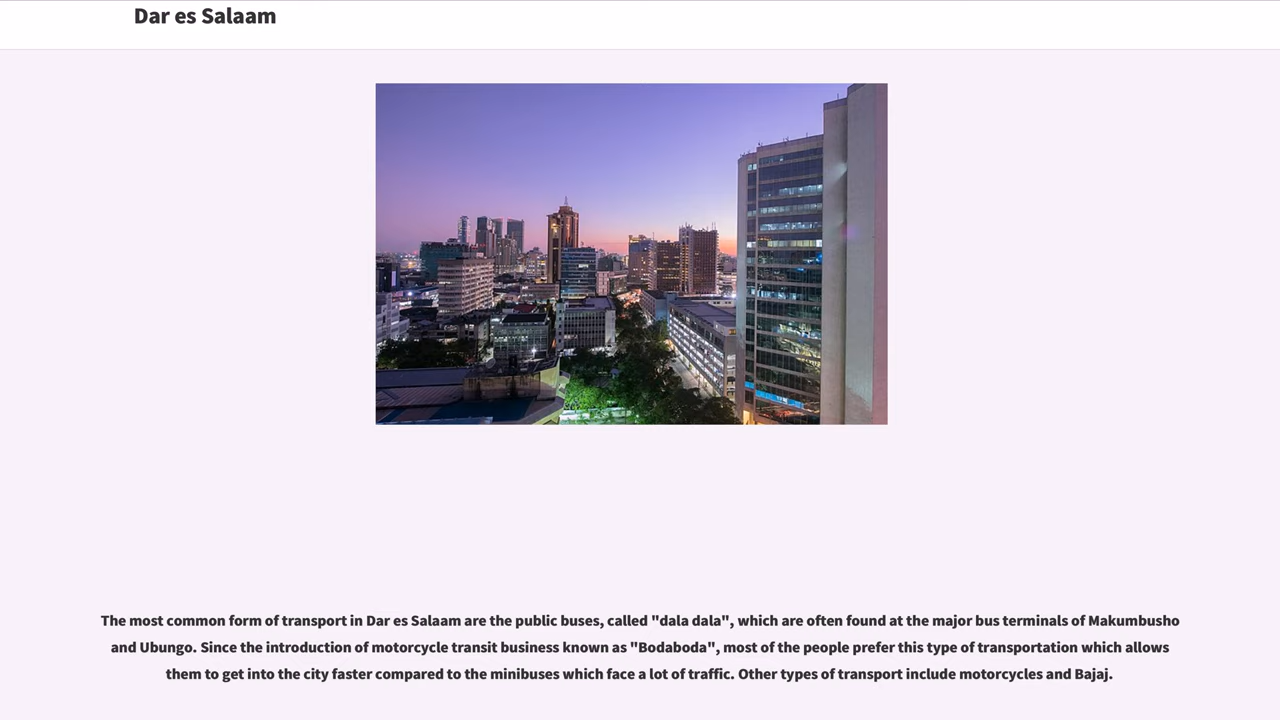 Dar es Salaam
The most common form of transport in Dar es Salaam are the public buses, called "dala dala", which are often found at the major bus terminals of Makumbusho
and Ubungo. Since the introduction of motorcycle transit business known as "Bodaboda", most of the people prefer this type of transportation which allows
them to get into the city faster compared to the minibuses which face a lot of traffic. Other types of transport include motorcycles and Bajaj.